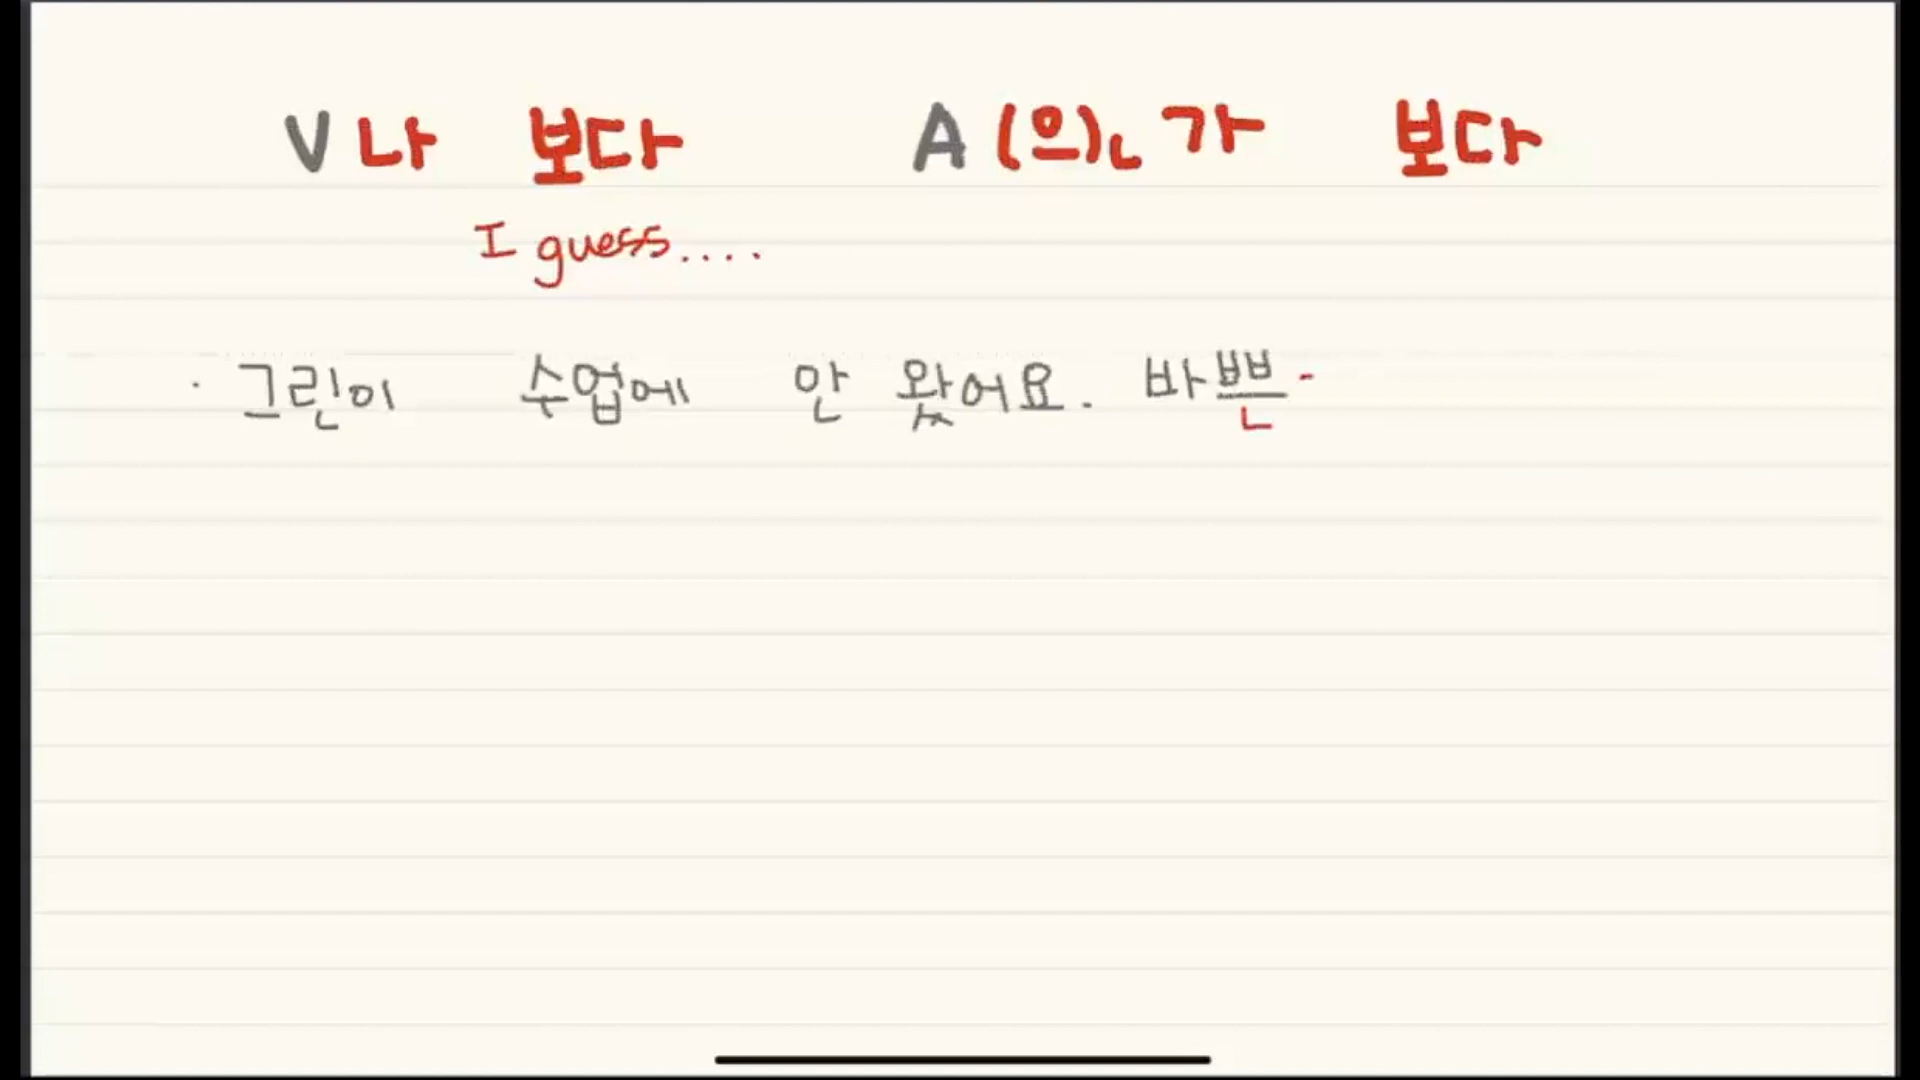 V 나 보다 A (으)ㄴ 가 보다
I guess....
· 그린이 수업에 안 왔어요. 바쁜